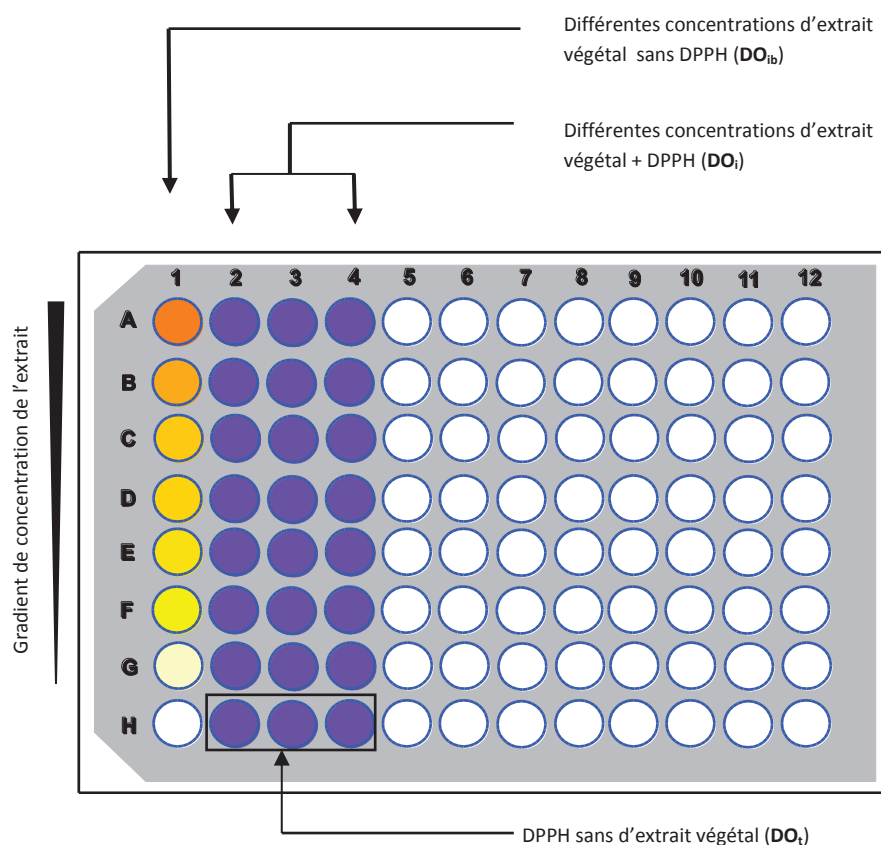 Différentes concentrations d'extrait
végétal sans DPPH (DOib)
Différentes concentrations d'extrait
végétal + DPPH (DOi)
1 2 3 4 5 6 7 8 9 10 11 12
A
B
C
D
E
F
G
H
Gradient de concentration de l'extrait
DPPH sans d'extrait végétal (DOt)